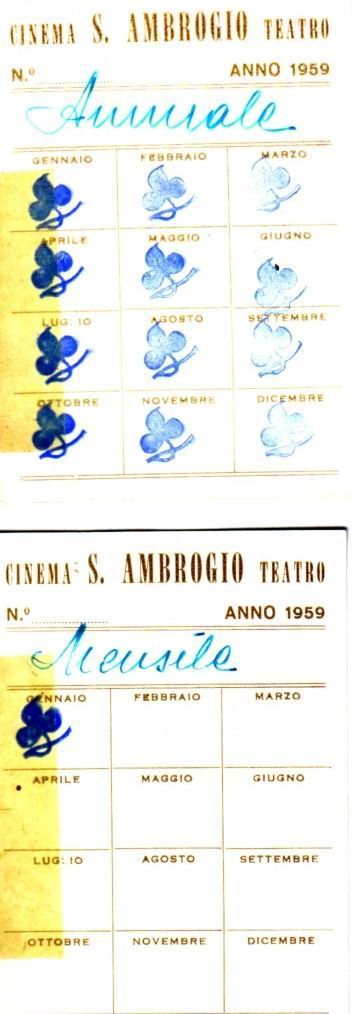 CINEMA S. AMBROGIO TEATRO
N.º ANNO 1959
Annuale
GENNAIO FEBBRAIO MARZO
APRILE MAGGIO GIUGNO
LUGLIO AGOSTO SETTEMBRE
OTTOBRE NOVEMBRE DICEMBRE
CINEMA S. AMBROGIO TEATRO
N.º ANNO 1959
Mensile
GENNAIO FEBBRAIO MARZO
APRILE MAGGIO GIUGNO
LUGLIO AGOSTO SETTEMBRE
OTTOBRE NOVEMBRE DICEMBRE